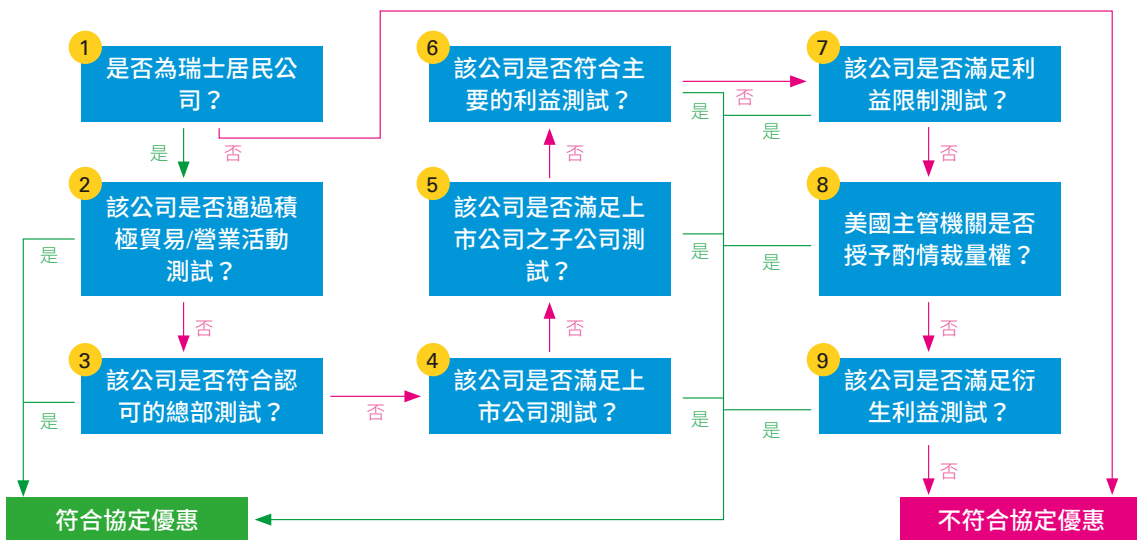 1
是否為瑞士居民公
司？
是
否
2
該公司是否通過積
極貿易/營業活動
測試？
是
否
3
該公司是否符合認
可的總部測試？
是
否
4
該公司是否滿足上
市公司測試？
是
否
5
該公司是否滿足上
市公司之子公司測
試？
是
否
6
該公司是否符合主
要的利益測試？
是
否
7
該公司是否滿足利
益限制測試？
是
否
8
美國主管機關是否
授予酌情裁量權？
是
否
9
該公司是否滿足衍
生利益測試？
是
否
符合協定優惠
不符合協定優惠